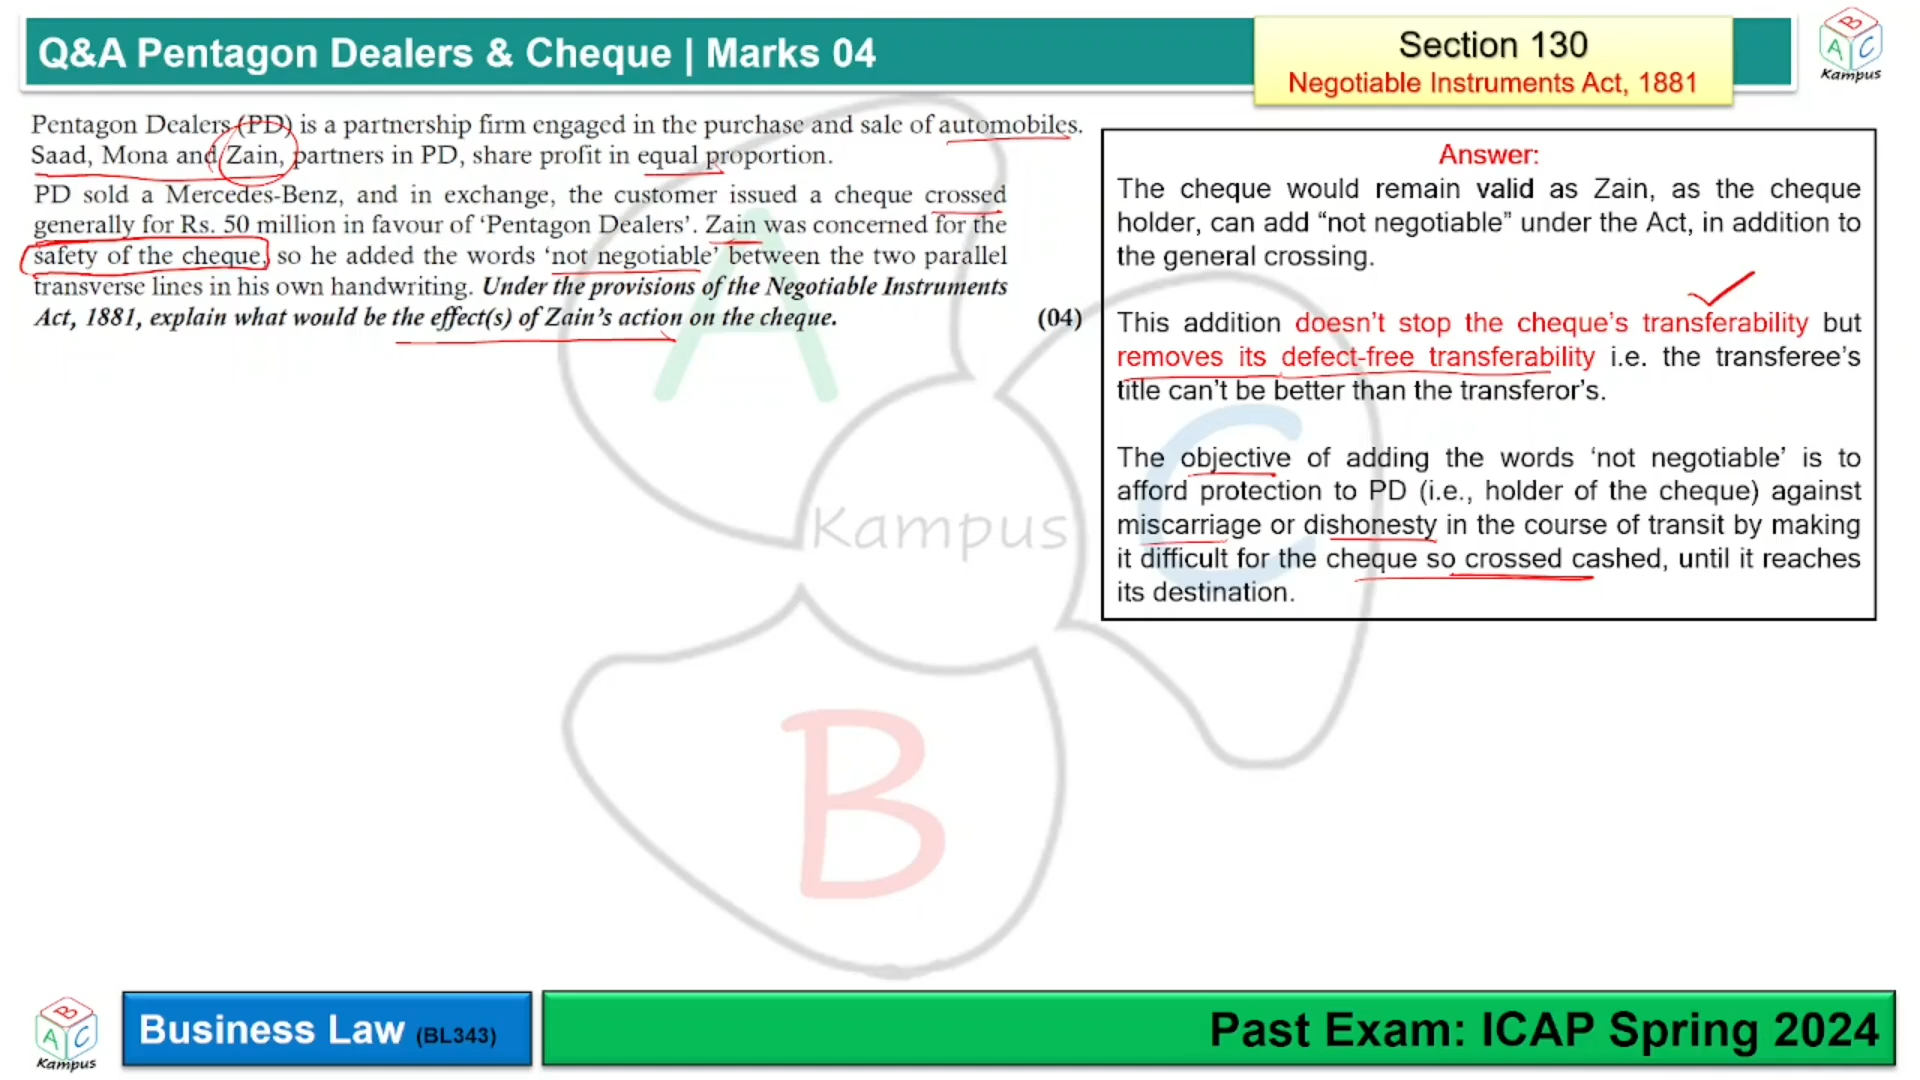 Q&A Pentagon Dealers & Cheque | Marks 04
Section 130
Negotiable Instruments Act, 1881
B
A C
Kampus
Pentagon Dealers (PD) is a partnership firm engaged in the purchase and sale of automobiles.
Saad, Mona and Zain, partners in PD, share profit in equal proportion.
PD sold a Mercedes-Benz, and in exchange, the customer issued a cheque crossed
generally for Rs. 50 million in favour of ‘Pentagon Dealers’. Zain was concerned for the
safety of the cheque, so he added the words ‘not negotiable’ between the two parallel
transverse lines in his own handwriting. Under the provisions of the Negotiable Instruments
Act, 1881, explain what would be the effect(s) of Zain’s action on the cheque. (04)
Answer:
The cheque would remain valid as Zain, as the cheque
holder, can add “not negotiable” under the Act, in addition to
the general crossing.
This addition doesn’t stop the cheque’s transferability but
removes its defect-free transferability i.e. the transferee’s
title can’t be better than the transferor’s.
The objective of adding the words ‘not negotiable’ is to
afford protection to PD (i.e., holder of the cheque) against
miscarriage or dishonesty in the course of transit by making
it difficult for the cheque so crossed cashed, until it reaches
its destination.
A
C
Kampus
B
B
A C
Kampus
Business Law (BL343)
Past Exam: ICAP Spring 2024